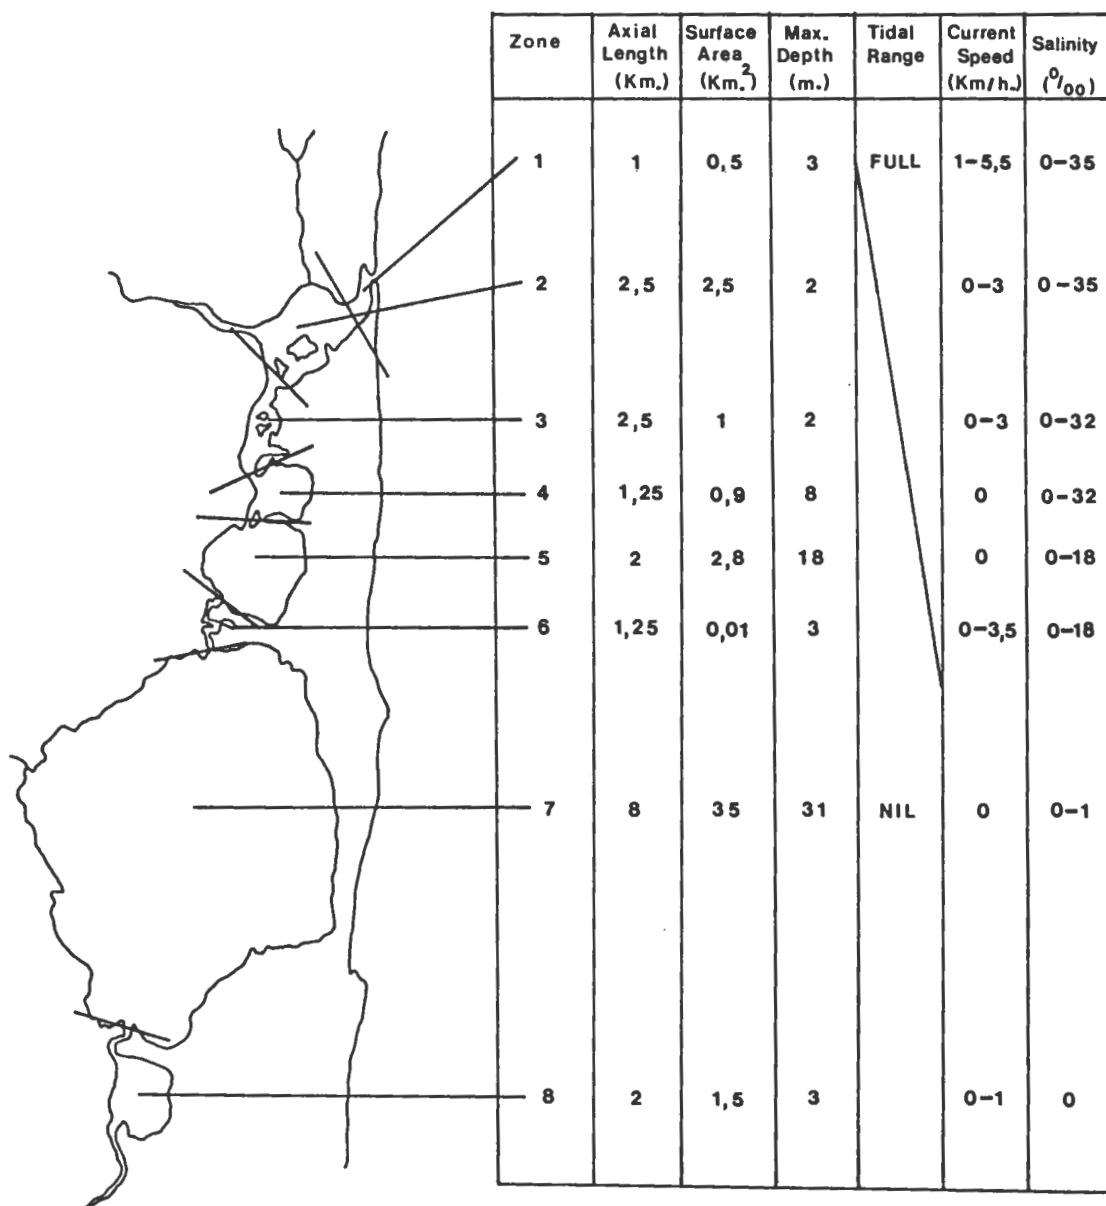 Zone Axial Length (Km.) Surface Area (Km.²) Max. Depth (m.) Tidal Range Current Speed (Km/h.) Salinity (⁰/₀₀)
1 1 0,5 3 FULL 1-5,5 0-35
2 2,5 2,5 2 0-3 0-35
3 2,5 1 2 0-3 0-32
4 1,25 0,9 8 0 0-32
5 2 2,8 18 0 0-18
6 1,25 0,01 3 0-3,5 0-18
7 8 35 31 NIL 0 0-1
8 2 1,5 3 0-1 0